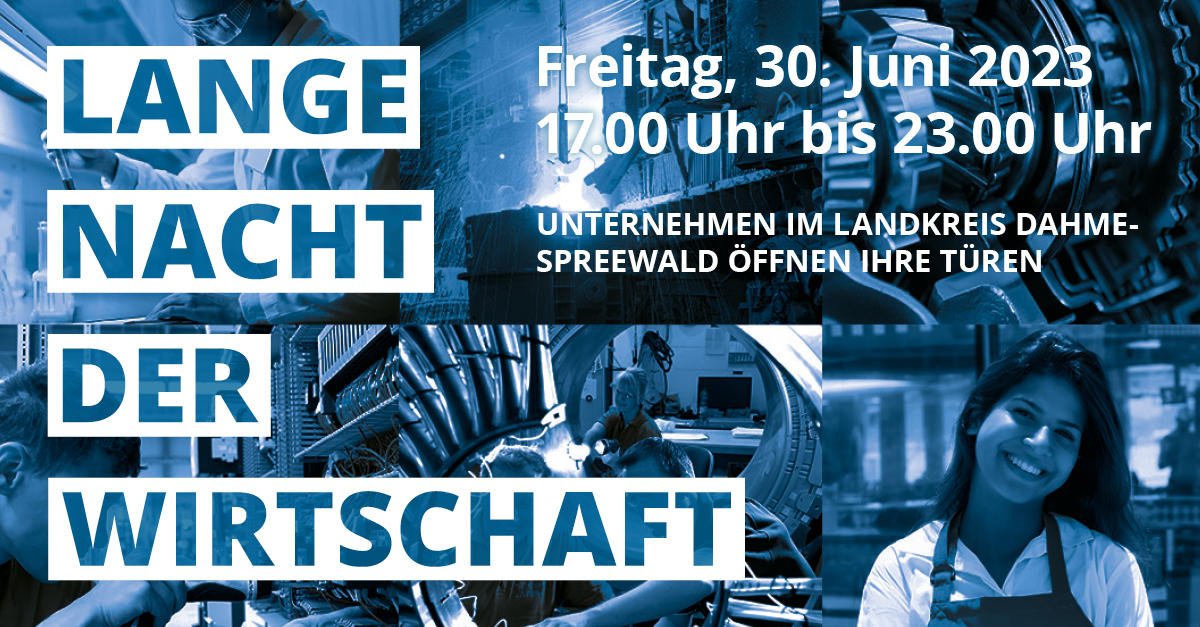 LANGE
NACHT
DER
WIRTSCHAFT
Freitag, 30. Juni 2023
17.00 Uhr bis 23.00 Uhr
UNTERNEHMEN IM LANDKREIS DAHME-
SPREEWALD ÖFFNEN IHRE TÜREN